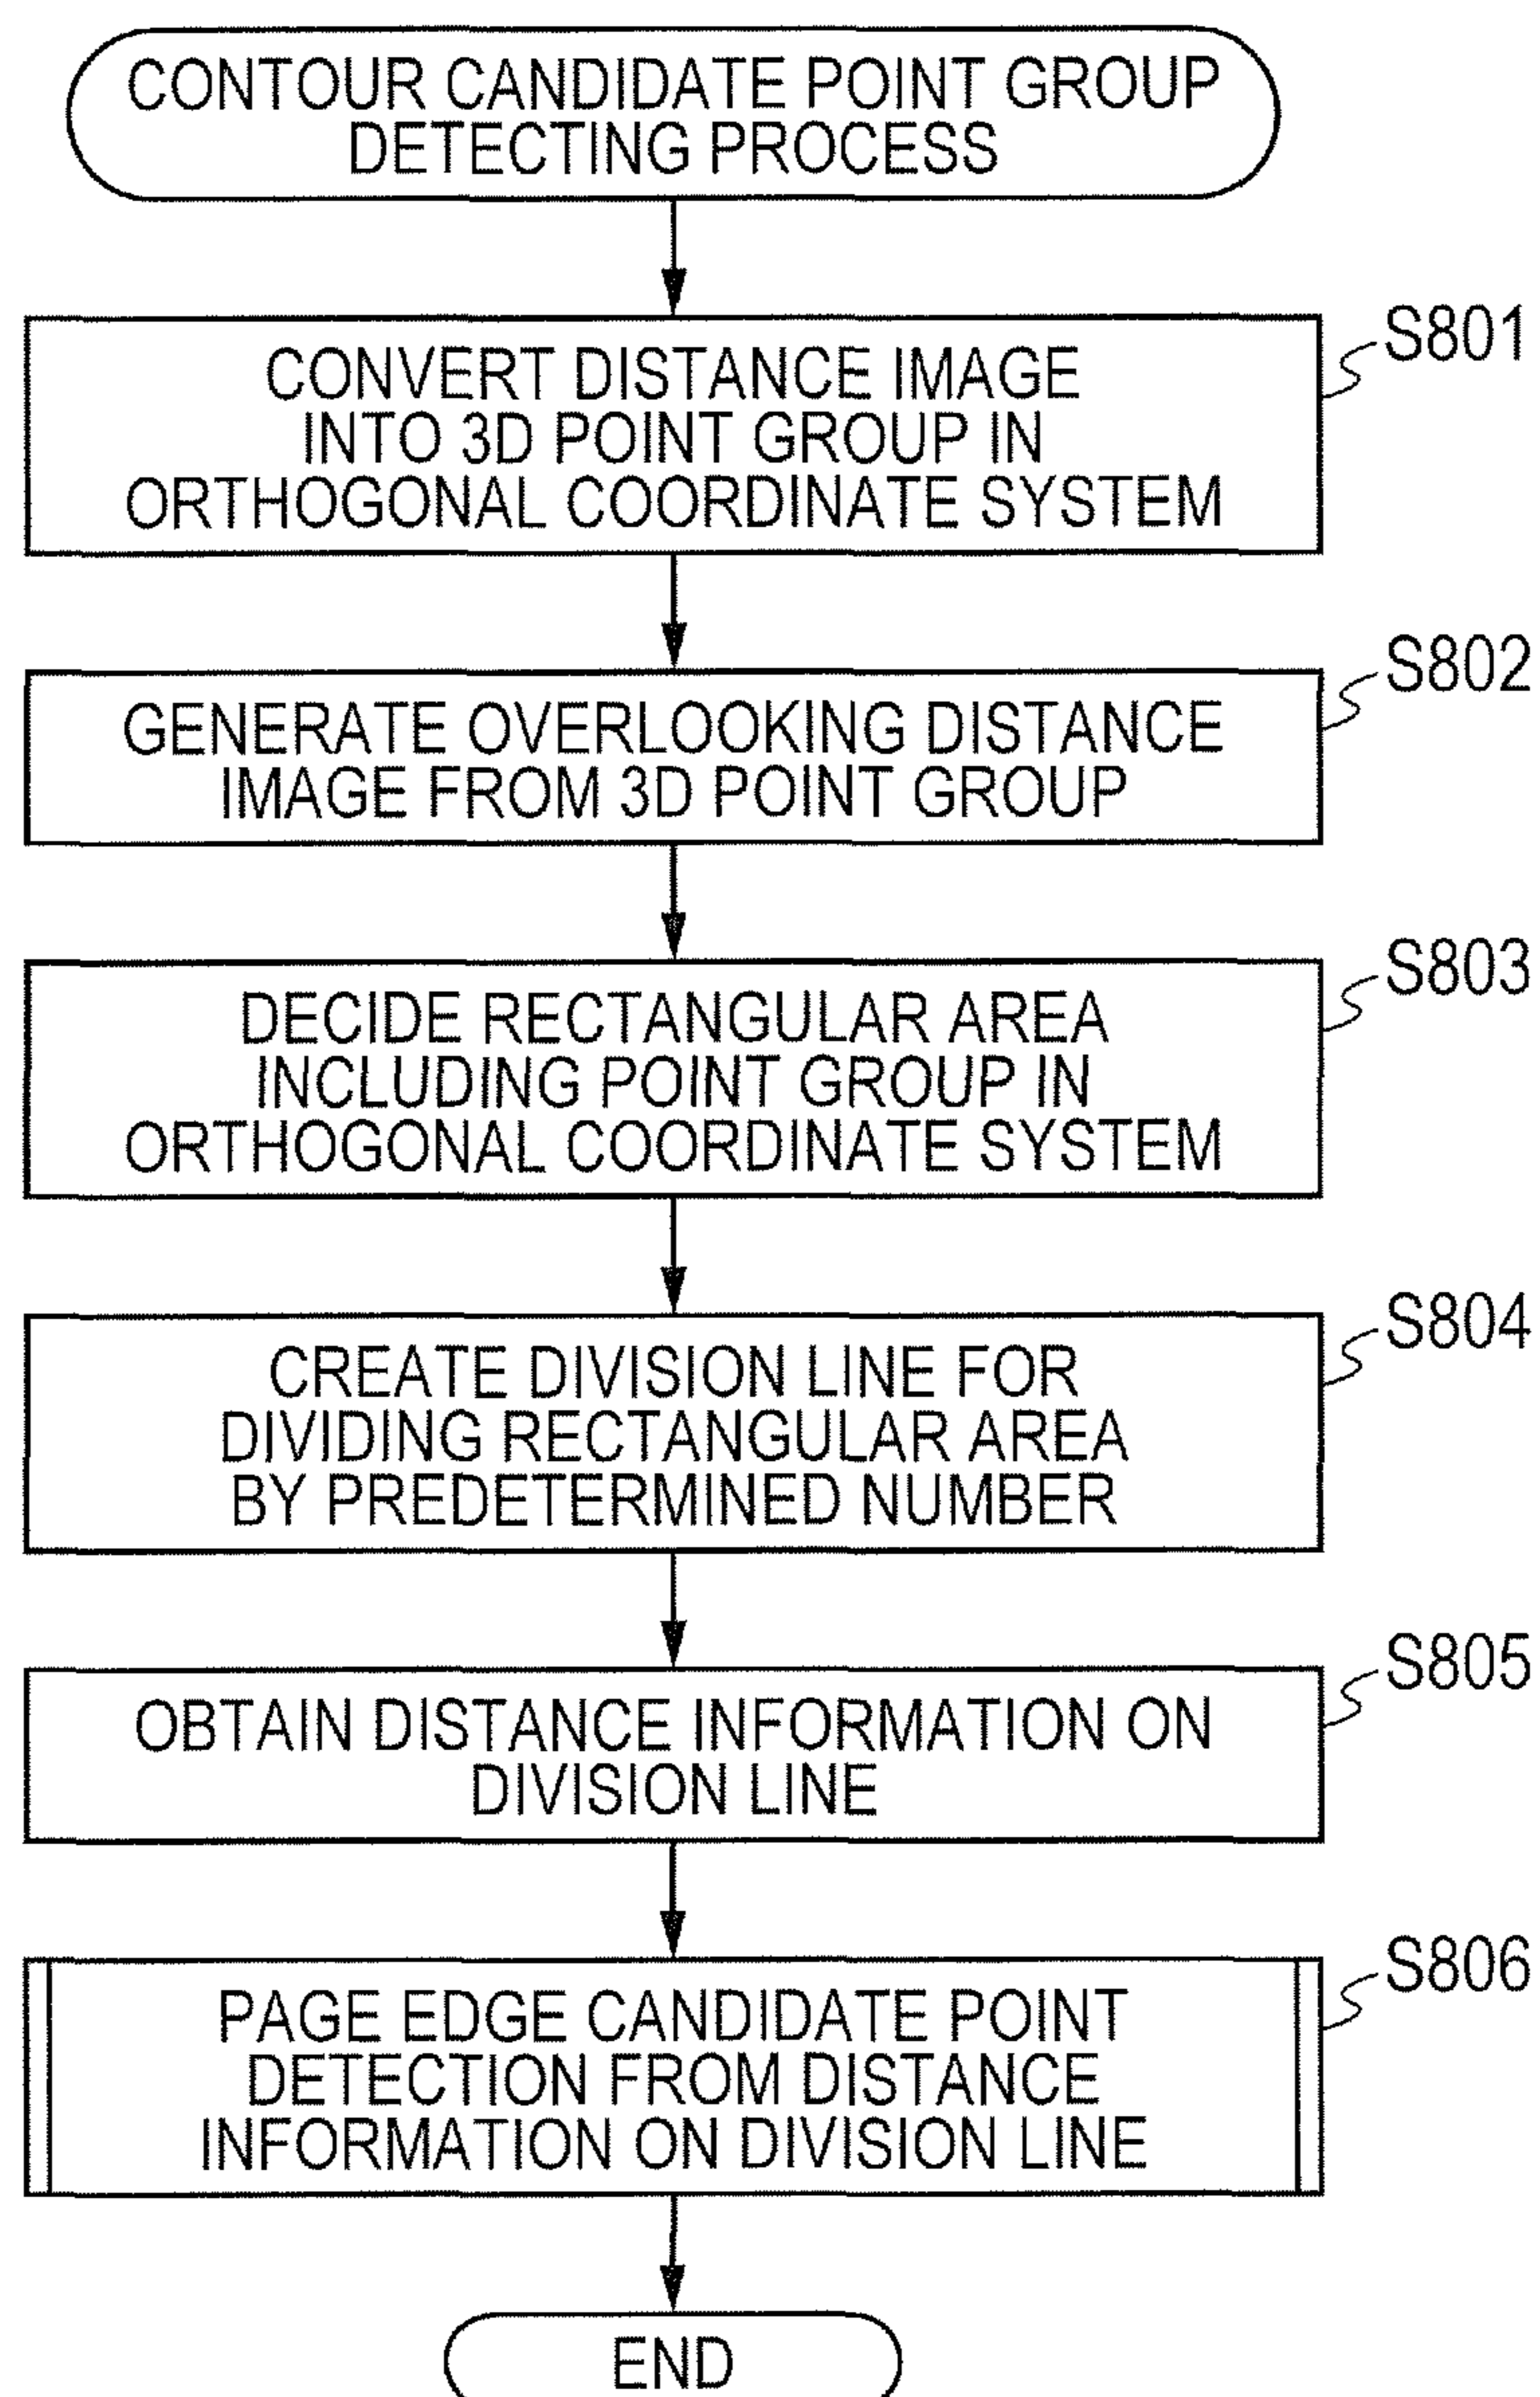 CONTOUR CANDIDATE POINT GROUP
DETECTING PROCESS
S801
CONVERT DISTANCE IMAGE
INTO 3D POINT GROUP IN
ORTHOGONAL COORDINATE SYSTEM
S802
GENERATE OVERLOOKING DISTANCE
IMAGE FROM 3D POINT GROUP
S803
DECIDE RECTANGULAR AREA
INCLUDING POINT GROUP IN
ORTHOGONAL COORDINATE SYSTEM
S804
CREATE DIVISION LINE FOR
DIVIDING RECTANGULAR AREA
BY PREDETERMINED NUMBER
S805
OBTAIN DISTANCE INFORMATION ON
DIVISION LINE
S806
PAGE EDGE CANDIDATE POINT
DETECTION FROM DISTANCE
INFORMATION ON DIVISION LINE
END